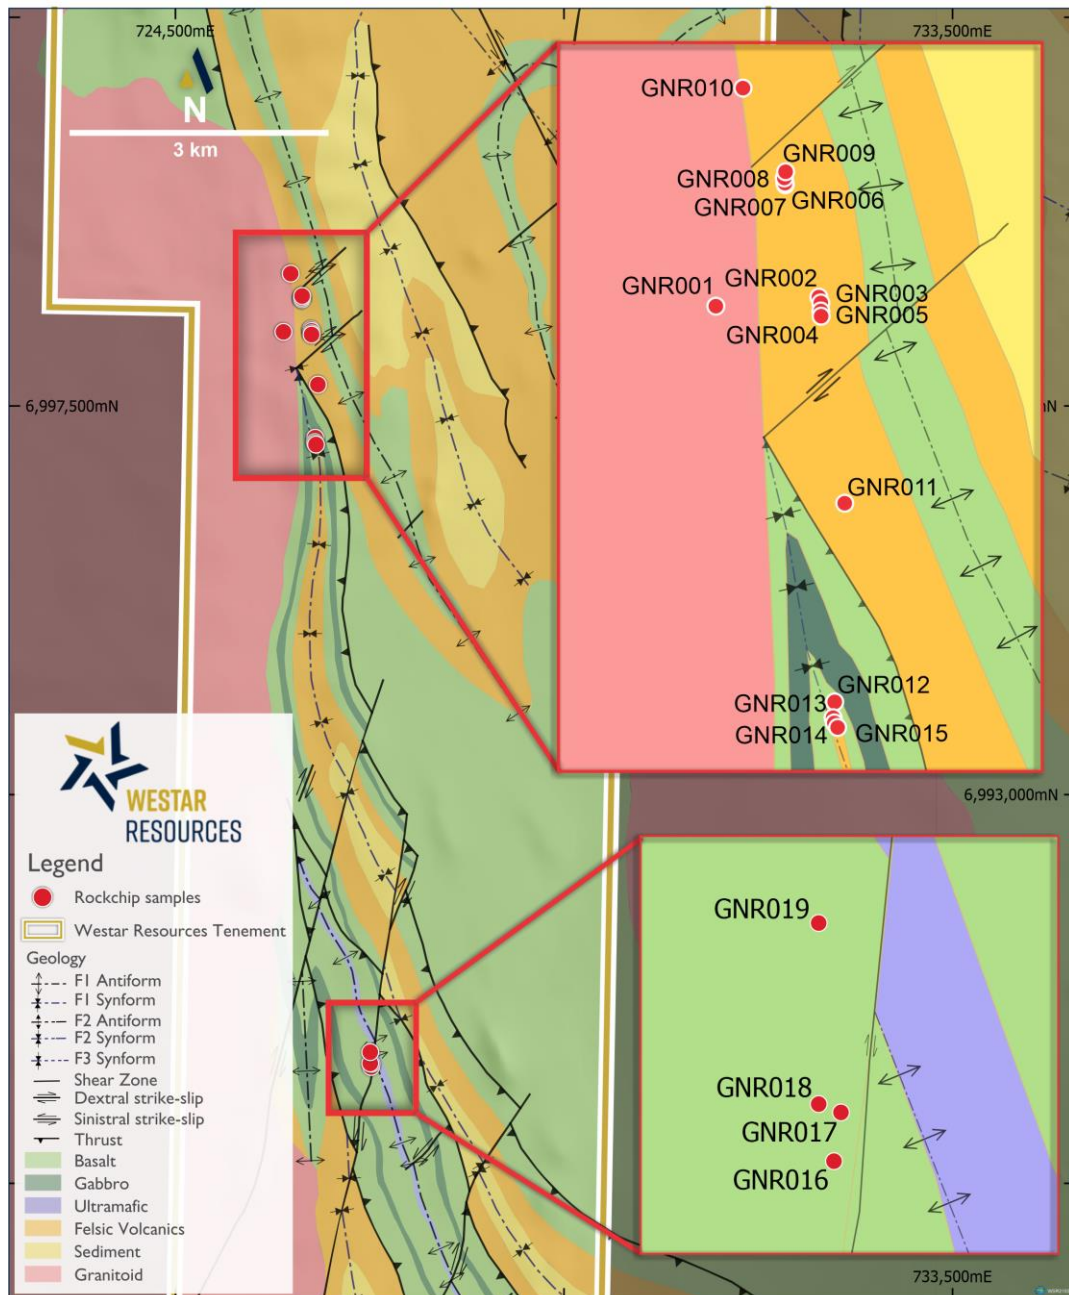 724,500mE
733,500mE
N
3 km
GNR010
GNR009
GNR008
GNR007
GNR006
GNR002
GNR001
GNR003
GNR005
GNR004
6,997,500mN
N
GNR011
GNR012
GNR013
GNR014
GNR015
6,993,000mN
WESTAR
RESOURCES
Legend
Rockchip samples
Westar Resources Tenement
Geology
F1 Antiform
F1 Synform
F2 Antiform
F2 Synform
F3 Synform
Shear Zone
Dextral strike-slip
Sinistral strike-slip
Thrust
Basalt
Gabbro
Ultramafic
Felsic Volcanics
Sediment
Granitoid
GNR019
GNR018
GNR017
GNR016
733,500mE